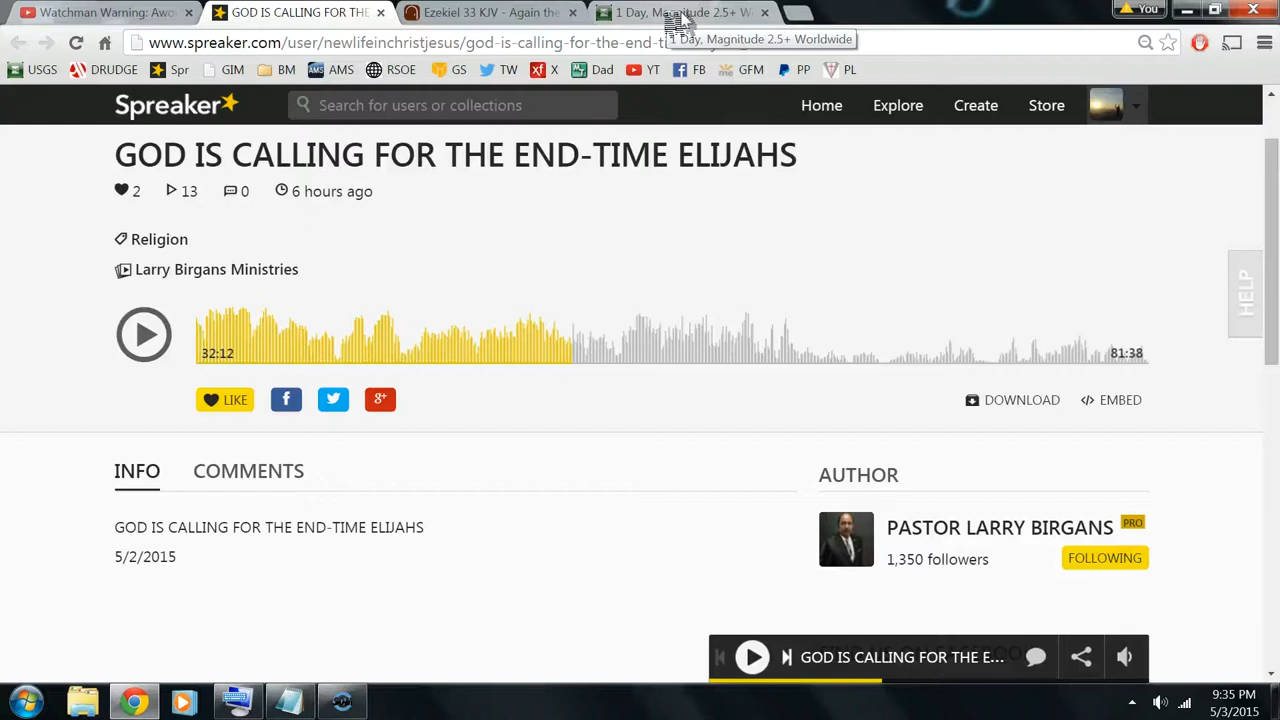 Watchman Warning: Awo
GOD IS CALLING FOR THE
Ezekiel 33 KJV - Again the
1 Day, Magnitude 2.5+ W
You
www.spreaker.com/user/newlifeinchristjesus/god-is-calling-for-the-end-t
1 Day, Magnitude 2.5+ Worldwide
USGS DRUDGE Spr GIM BM AMS RSOE GS TW X Dad YT FB GFM PP PL
Spreaker
Search for users or collections
Home Explore Create Store
GOD IS CALLING FOR THE END-TIME ELIJAHS
2 13 0 6 hours ago
Religion
Larry Birgans Ministries
32:12
81:38
LIKE
DOWNLOAD EMBED
HELP
INFO COMMENTS
AUTHOR
GOD IS CALLING FOR THE END-TIME ELIJAHS
5/2/2015
PASTOR LARRY BIRGANS PRO
1,350 followers
FOLLOWING
GOD IS CALLING FOR THE E...
9:35 PM
5/3/2015